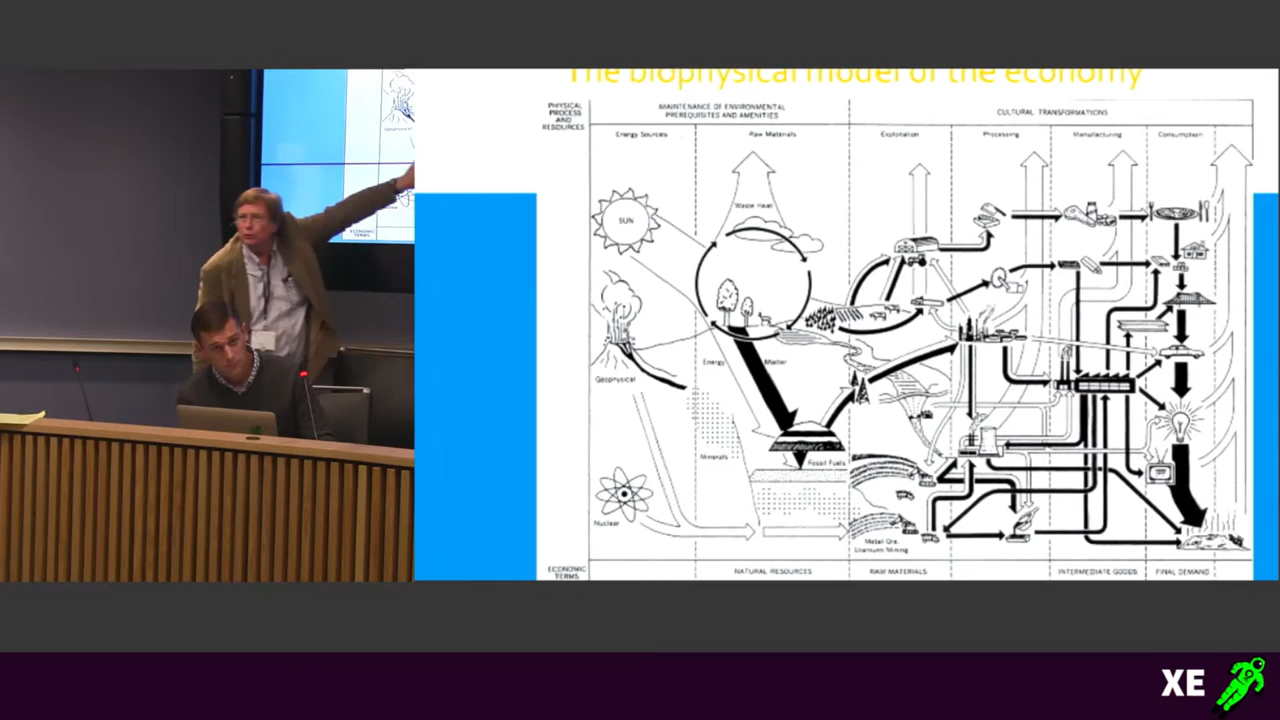 The biophysical model of the economy
PHYSICAL
PROCESS
AND
RESOURCES
MAINTENANCE OF ENVIRONMENTAL
PREREQUISITES AND AMENITIES
CULTURAL TRANSFORMATIONS
Energy Sources
Raw Materials
Exploitation
Processing
Manufacturing
Consumption
SUN
Waste Heat
Geophysical
Energy
Matter
Minerals
Fossil Fuels
Nuclear
Metal Ore,
Uranium Mining
ECONOMIC
TERMS
NATURAL RESOURCES
RAW MATERIALS
INTERMEDIATE GOODS
FINAL DEMAND
XE